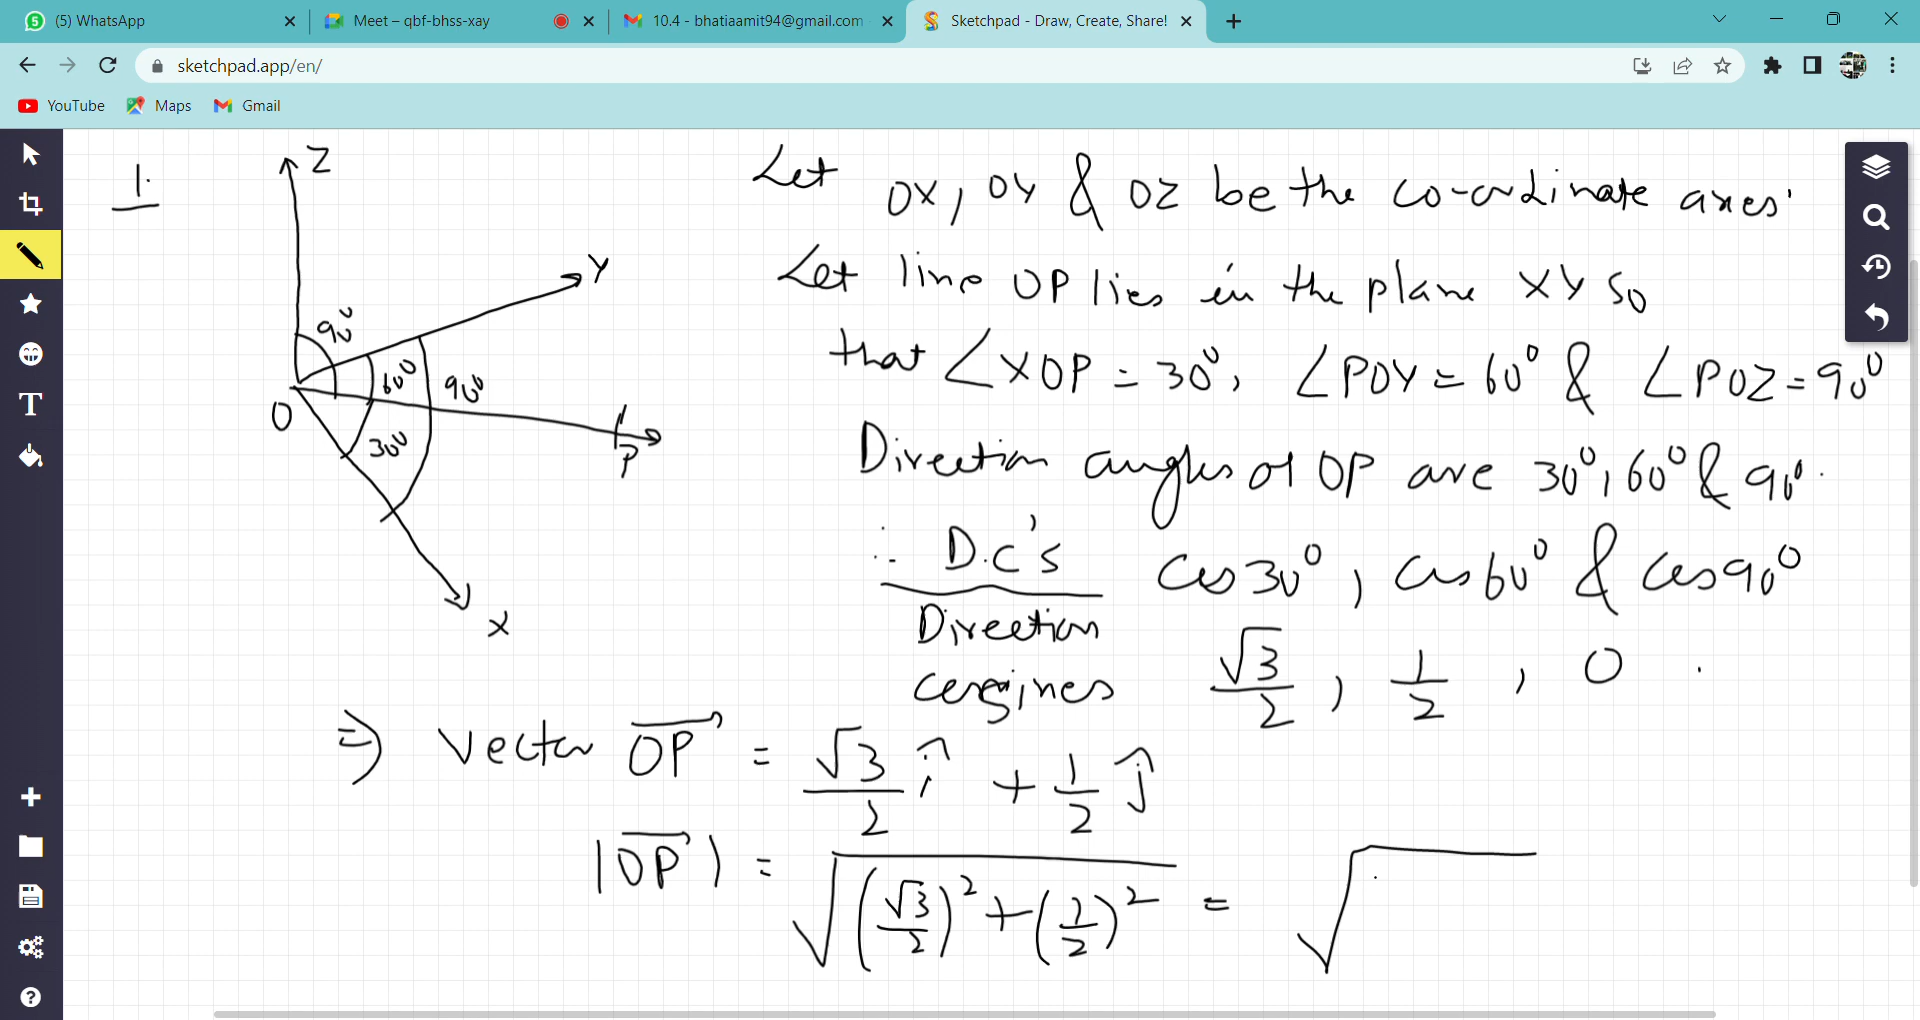 (5) WhatsApp
Meet – qbf-bhss-xay
10.4 - bhatiaamit94@gmail.com
Sketchpad - Draw, Create, Share!
sketchpad.app/en/
YouTube
Maps
Gmail
1.
Z
Y
90°
60°
90°
O
30°
P
X
Let OX, OY & OZ be the co-ordinate axes.
Let line OP lies in the plane XY so
that ∠XOP = 30°, ∠POY = 60° & ∠POZ = 90°
Direction angles of OP are 30°, 60° & 90°.
∴ D.C's cos30°, cos60° & cos90°
Direction
cosines √3/2, 1/2, 0.
⇒ Vector OP⃗ = √3/2 î + 1/2 ĵ
|OP⃗| = √((√3/2)² + (1/2)²) = √
T